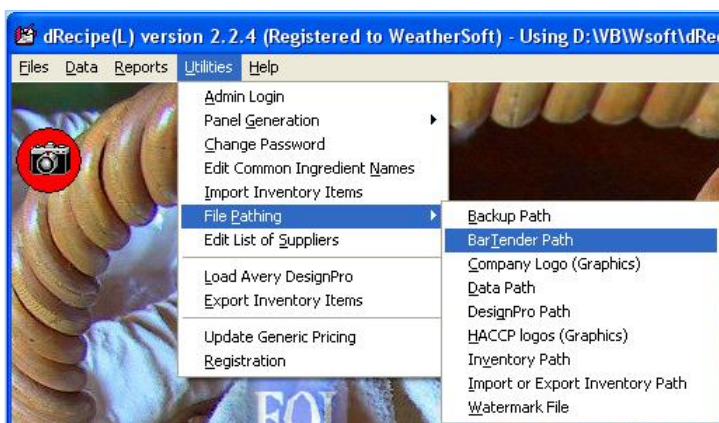 dRecipe(L) version 2.2.4 (Registered to WeatherSoft) - Using D:\VB\Wsoft\dRe
Files Data Reports Utilities Help
Admin Login
Panel Generation
Change Password
Edit Common Ingredient Names
Import Inventory Items
File Pathing
Edit List of Suppliers
Load Avery DesignPro
Export Inventory Items
Update Generic Pricing
Registration
Backup Path
BarTender Path
Company Logo (Graphics)
Data Path
DesignPro Path
HACCP logos (Graphics)
Inventory Path
Import or Export Inventory Path
Watermark File